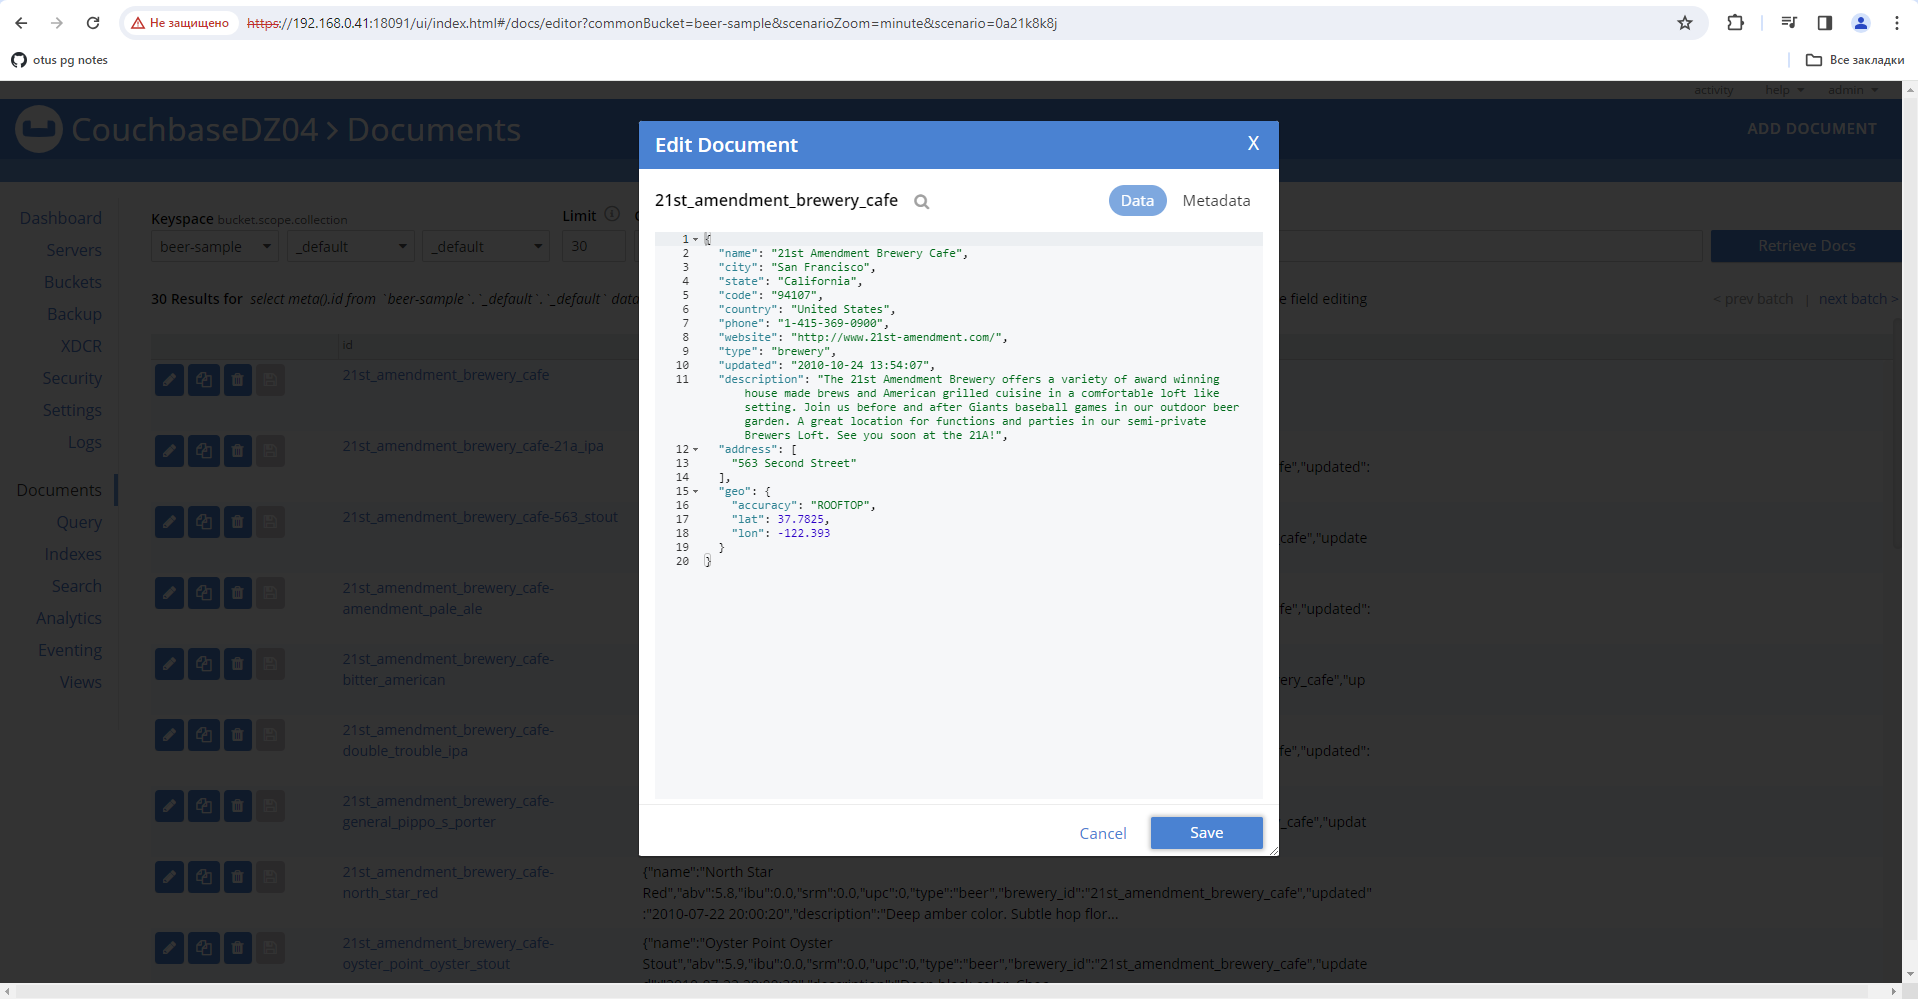 Не защищено https://192.168.0.41:18091/ui/index.html#/docs/editor?commonBucket=beer-sample&scenarioZoom=minute&scenario=0a21k8k8j
otus pg notes Все закладки
activity help admin
CouchbaseDZ04 > Documents ADD DOCUMENT
Dashboard
Servers
Buckets
Backup
XDCR
Security
Settings
Logs
Documents
Query
Indexes
Search
Analytics
Eventing
Views
Keyspace bucket.scope.collection Limit
beer-sample _default _default 30 Retrieve Docs
30 Results for select meta().id from `beer-sample`.`_default`.`_default` data e field editing < prev batch | next batch >
id
21st_amendment_brewery_cafe
21st_amendment_brewery_cafe-21a_ipa
fe","updated":
21st_amendment_brewery_cafe-563_stout
cafe","update
21st_amendment_brewery_cafe-
amendment_pale_ale fe","updated":
21st_amendment_brewery_cafe-
bitter_american ery_cafe","up
21st_amendment_brewery_cafe-
double_trouble_ipa fe","updated":
21st_amendment_brewery_cafe-
general_pippo_s_porter _cafe","updat
21st_amendment_brewery_cafe- {"name":"North Star
north_star_red Red","abv":5.8,"ibu":0.0,"srm":0.0,"upc":0,"type":"beer","brewery_id":"21st_amendment_brewery_cafe","updated"
:"2010-07-22 20:00:20","description":"Deep amber color. Subtle hop flor...
21st_amendment_brewery_cafe- {"name":"Oyster Point Oyster
oyster_point_oyster_stout Stout","abv":5.9,"ibu":0.0,"srm":0.0,"upc":0,"type":"beer","brewery_id":"21st_amendment_brewery_cafe","update
Edit Document X
21st_amendment_brewery_cafe Data Metadata
1 {
2 "name": "21st Amendment Brewery Cafe",
3 "city": "San Francisco",
4 "state": "California",
5 "code": "94107",
6 "country": "United States",
7 "phone": "1-415-369-0900",
8 "website": "http://www.21st-amendment.com/",
9 "type": "brewery",
10 "updated": "2010-10-24 13:54:07",
11 "description": "The 21st Amendment Brewery offers a variety of award winning
house made brews and American grilled cuisine in a comfortable loft like
setting. Join us before and after Giants baseball games in our outdoor beer
garden. A great location for functions and parties in our semi-private
Brewers Loft. See you soon at the 21A!",
12 "address": [
13 "563 Second Street"
14 ],
15 "geo": {
16 "accuracy": "ROOFTOP",
17 "lat": 37.7825,
18 "lon": -122.393
19 }
20 }
Cancel Save